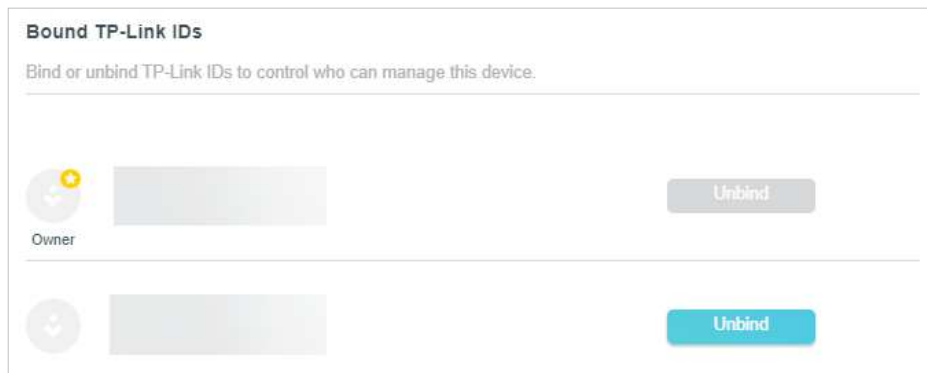 Bound TP-Link IDs
Bind or unbind TP-Link IDs to control who can manage this device.
Unbind
Owner
Unbind